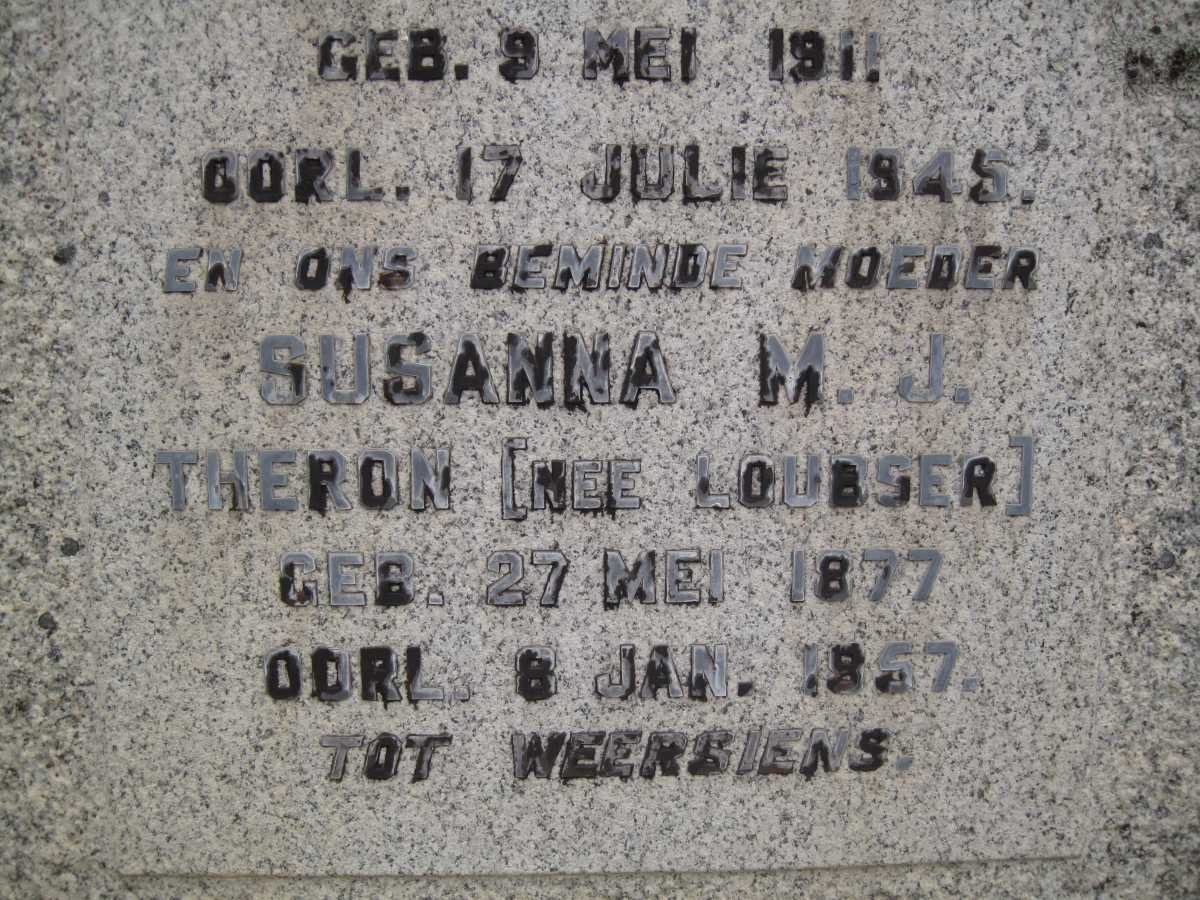 GEB. 9 MEI 1911
OORL. 17 JULIE 1945.
EN ONS BEMINDE MOEDER
SUSANNA M. J.
THERON [NEE LOUBSER]
GEB. 27 MEI 1877
OORL. 8 JAN. 1957.
TOT WEERSIENS.